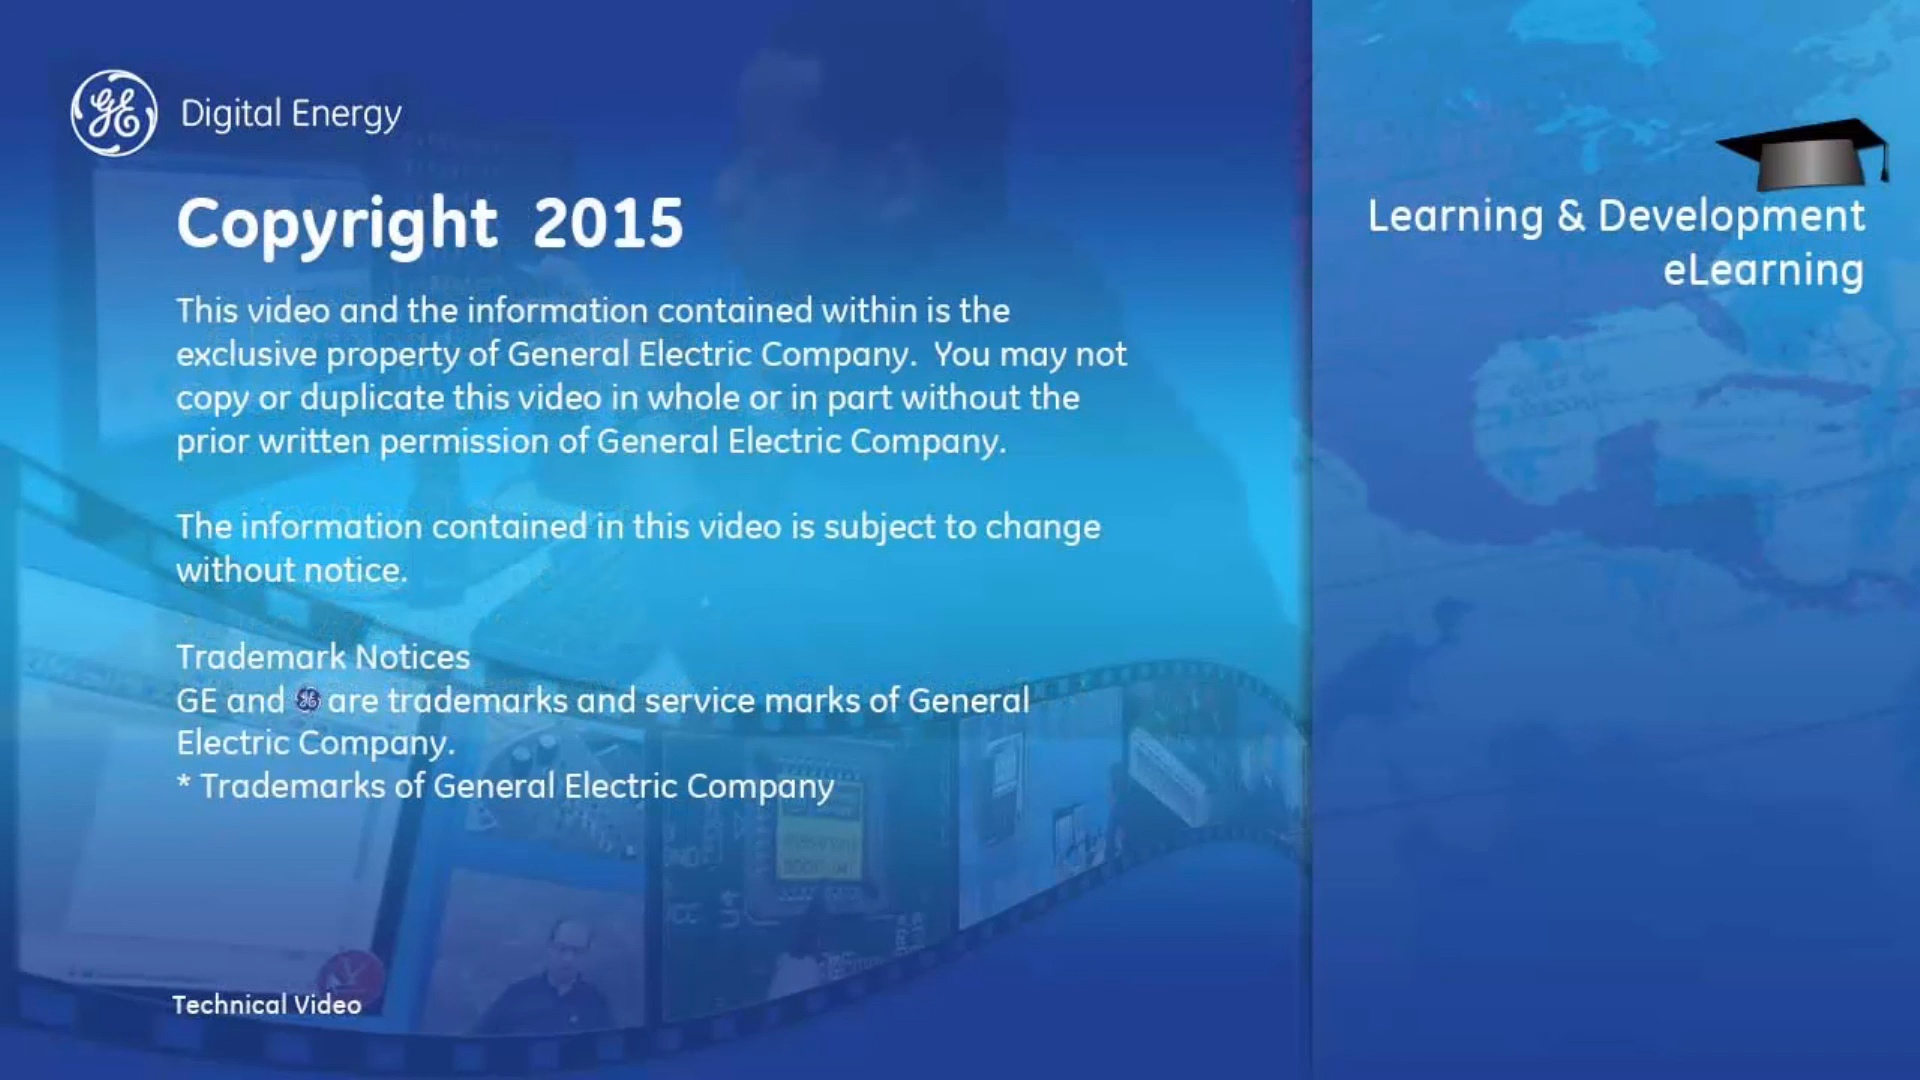 GE Digital Energy
Copyright 2015
This video and the information contained within is the
exclusive property of General Electric Company. You may not
copy or duplicate this video in whole or in part without the
prior written permission of General Electric Company.
The information contained in this video is subject to change
without notice.
Trademark Notices
GE and GE are trademarks and service marks of General
Electric Company.
* Trademarks of General Electric Company
Technical Video
Learning & Development
eLearning